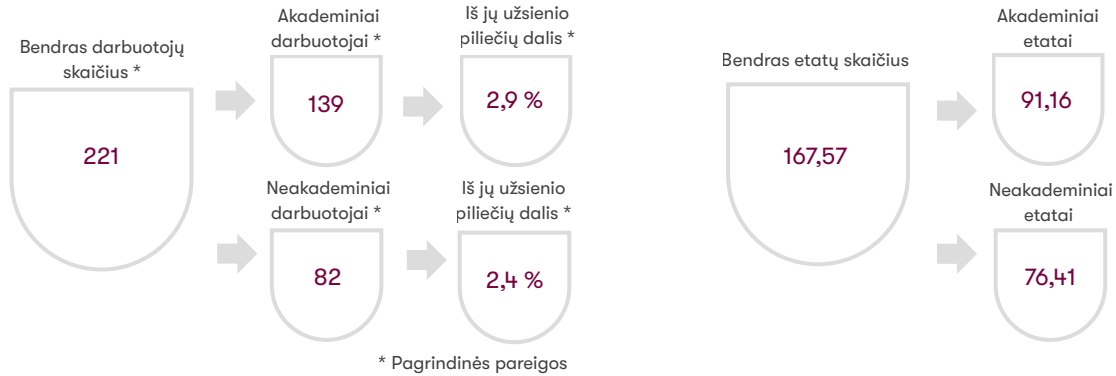 Bendras darbuotojų
skaičius *
221
Akademiniai
darbuotojai *
139
Iš jų užsienio
piliečių dalis *
2,9 %
Neakademiniai
darbuotojai *
82
Iš jų užsienio
piliečių dalis *
2,4 %
* Pagrindinės pareigos
Bendras etatų skaičius
167,57
Akademiniai
etatai
91,16
Neakademiniai
etatai
76,41